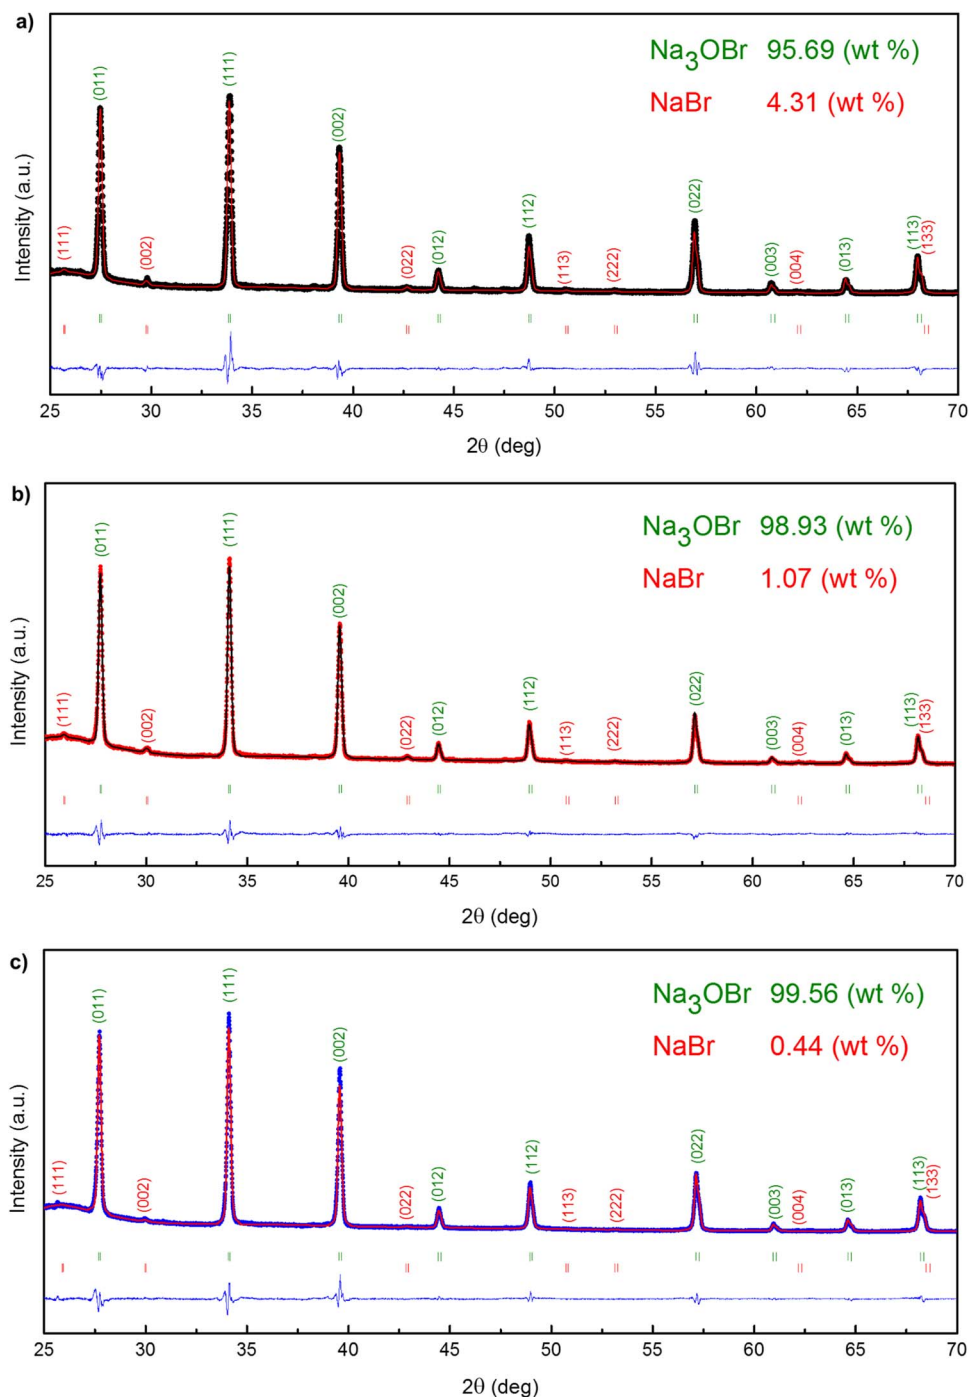 a)
Na3OBr 95.69 (wt %)
NaBr 4.31 (wt %)
Intensity (a.u.)
(111)
(011)
(002)
(111)
(002)
(022)
(012)
(112)
(113)
(222)
(022)
(003)
(004)
(013)
(113)
(133)
25 30 35 40 45 50 55 60 65 70
2θ (deg)
b)
Na3OBr 98.93 (wt %)
NaBr 1.07 (wt %)
Intensity (a.u.)
(111)
(011)
(002)
(111)
(002)
(022)
(012)
(112)
(113)
(222)
(022)
(003)
(004)
(013)
(113)
(133)
25 30 35 40 45 50 55 60 65 70
2θ (deg)
c)
Na3OBr 99.56 (wt %)
NaBr 0.44 (wt %)
Intensity (a.u.)
(111)
(011)
(002)
(111)
(002)
(022)
(012)
(112)
(113)
(222)
(022)
(003)
(004)
(013)
(113)
(133)
25 30 35 40 45 50 55 60 65 70
2θ (deg)